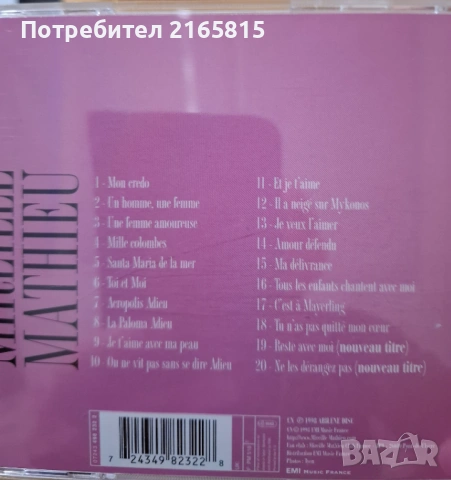 Потребител 2165815
MIREILLE
MATHIEU
1 - Mon credo
2 - Un homme, une femme
3 - Une femme amoureuse
4 - Mille colombes
5 - Santa Maria de la mer
6 - Toi et Moi
7 - Acropolis Adieu
8 - La Paloma Adieu
9 - Je t'aime avec ma peau
10 - On ne vit pas sans se dire Adieu
11 - Et je t'aime
12 - Il a neigé sur Mykonos
13 - Je veux l'aimer
14 - Amour défendu
15 - Ma délivrance
16 - Tous les enfants chantent avec moi
17 - C'est à Mayerling
18 - Tu n'as pas quitté mon cœur
19 - Reste avec moi (nouveau titre)
20 - Ne les dérangez pas (nouveau titre)
7 24349 82322 8
EMI MUSIC FRANCE
BAZAR